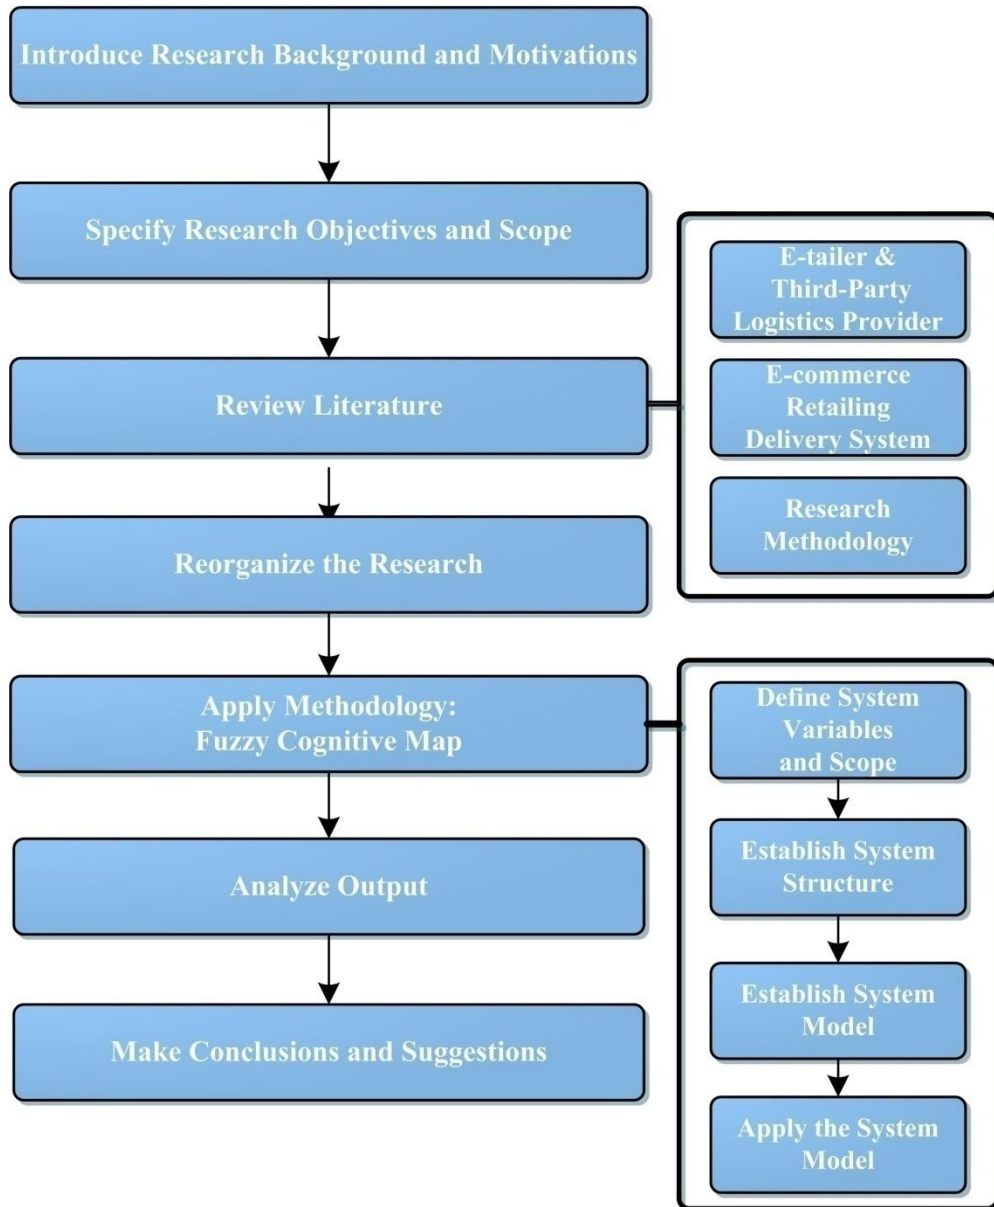 Introduce Research Background and Motivations
Specify Research Objectives and Scope
Review Literature
E-tailer &
Third-Party
Logistics Provider
E-commerce
Retailing
Delivery System
Research
Methodology
Reorganize the Research
Apply Methodology:
Fuzzy Cognitive Map
Define System
Variables
and Scope
Establish System
Structure
Establish System
Model
Apply the System
Model
Analyze Output
Make Conclusions and Suggestions